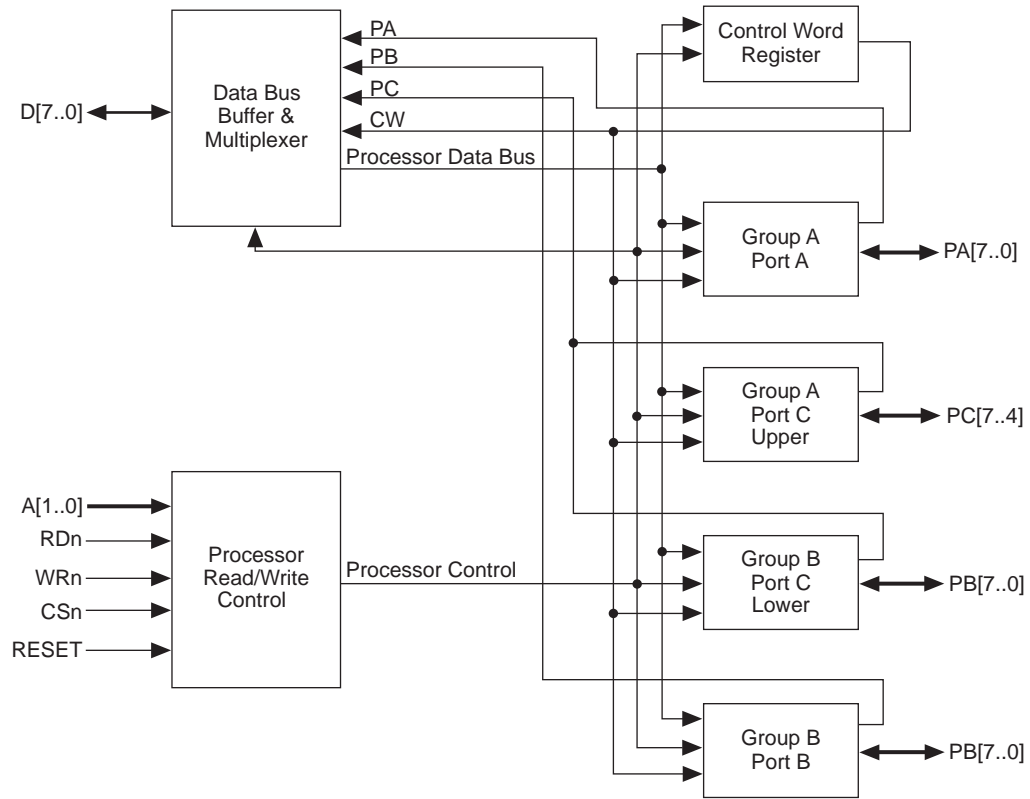 PA
PB
PC
CW
D[7..0]
Data Bus
Buffer &
Multiplexer
Processor Data Bus
Control Word
Register
Group A
Port A
PA[7..0]
Group A
Port C
Upper
PC[7..4]
A[1..0]
RDn
WRn
CSn
RESET
Processor
Read/Write
Control
Processor Control
Group B
Port C
Lower
PB[7..0]
Group B
Port B
PB[7..0]